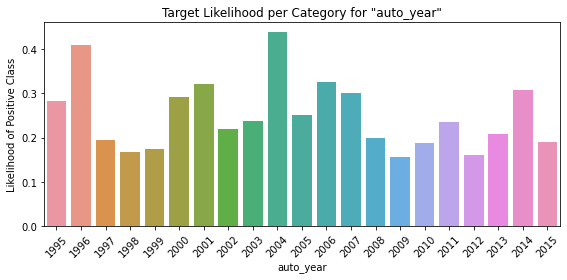 Target Likelihood per Category for "auto_year"
Likelihood of Positive Class
0.4
0.3
0.2
0.1
0.0
1995 1996 1997 1998 1999 2000 2001 2002 2003 2004 2005 2006 2007 2008 2009 2010 2011 2012 2013 2014 2015
auto_year